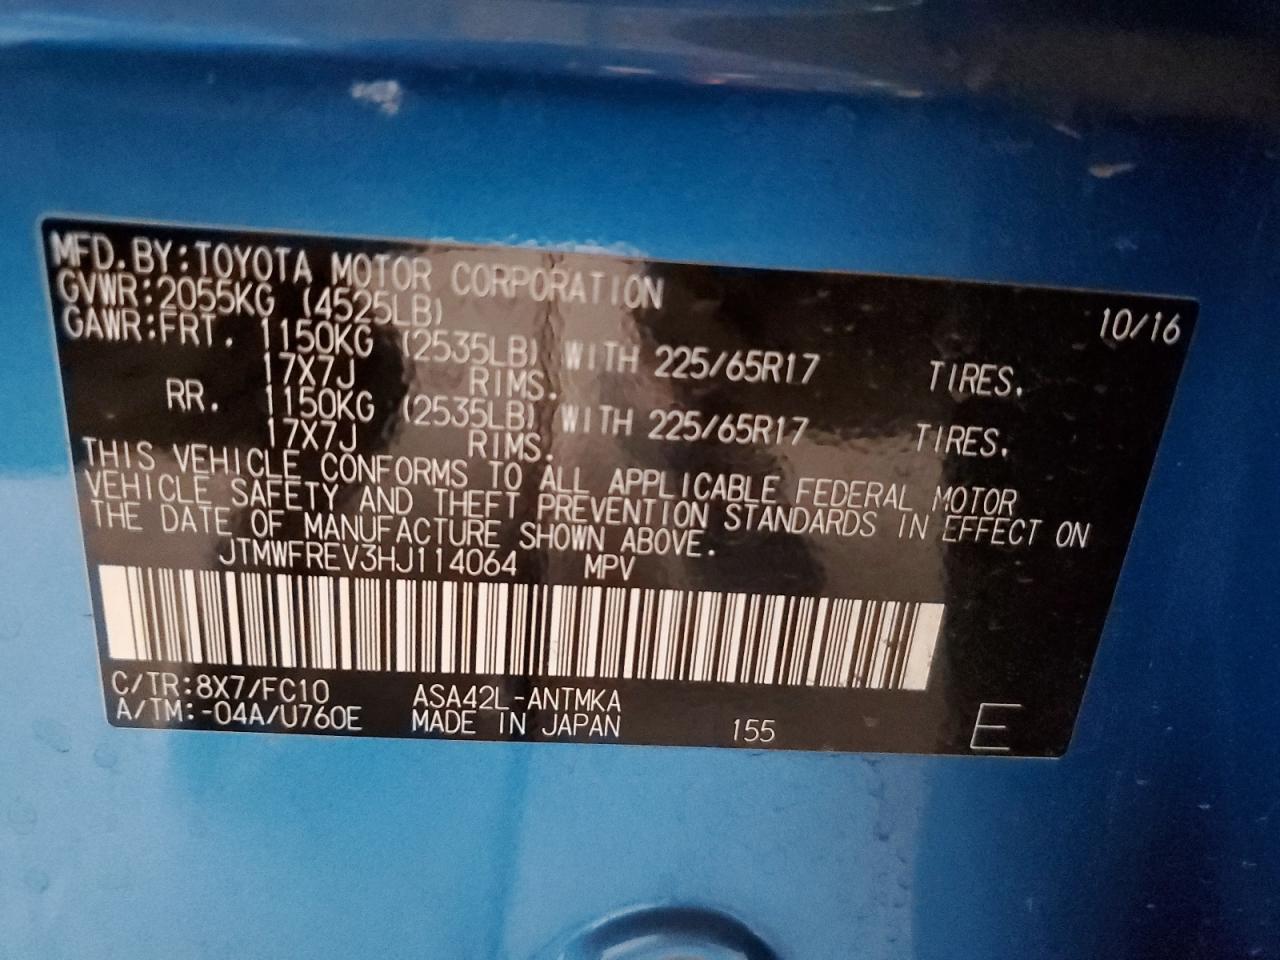 MFD. BY:TOYOTA MOTOR CORPORATION 10/16
GVWR:2055KG (4525LB)
GAWR:FRT. 1150KG (2535LB) WITH 225/65R17 TIRES.
17X7J RIMS.
RR. 1150KG (2535LB) WITH 225/65R17 TIRES.
17X7J RIMS.
THIS VEHICLE CONFORMS TO ALL APPLICABLE FEDERAL MOTOR
VEHICLE SAFETY AND THEFT PREVENTION STANDARDS IN EFFECT ON
THE DATE OF MANUFACTURE SHOWN ABOVE.
JTMWFREV3HJ114064 MPV
C/TR:8X7/FC10 ASA42L-ANTMKA
A/TM:-04A/U760E MADE IN JAPAN 155 E